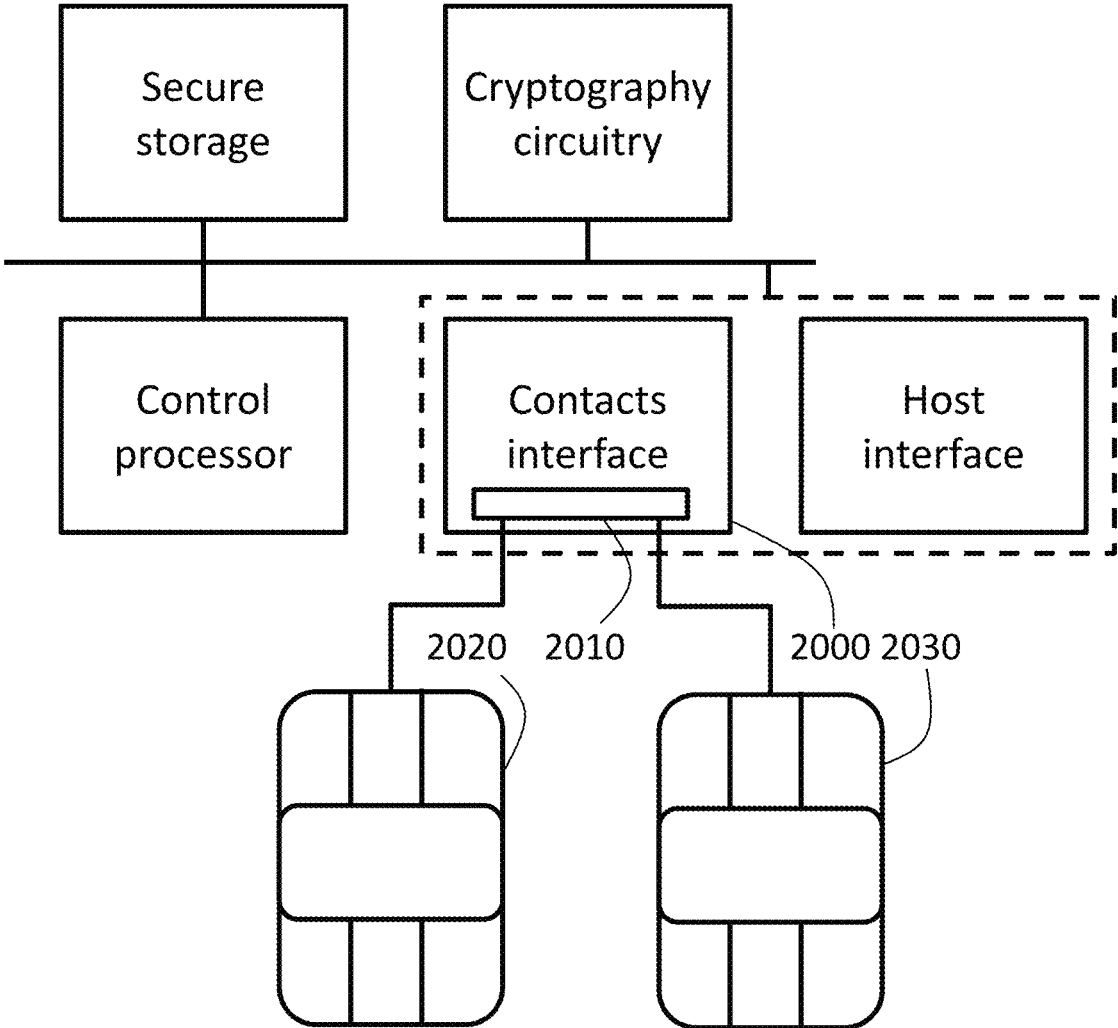 Secure
storage
Cryptography
circuitry
Control
processor
Contacts
interface
Host
interface
2020 2010 2000 2030